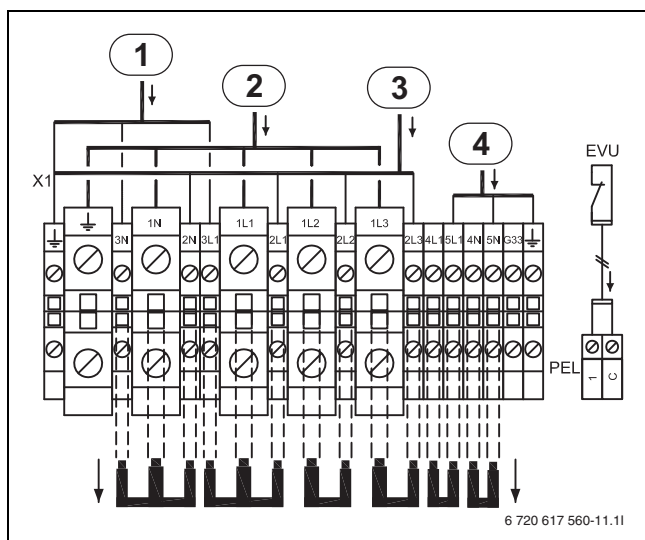 1
2
3
4
EVU
X1
3N
1N
2N
3L1
1L1
2L1
1L2
2L2
1L3
2L3
4L1
5L1
4N
5N
G33
PEL
1
C
6 720 617 560-11.1I